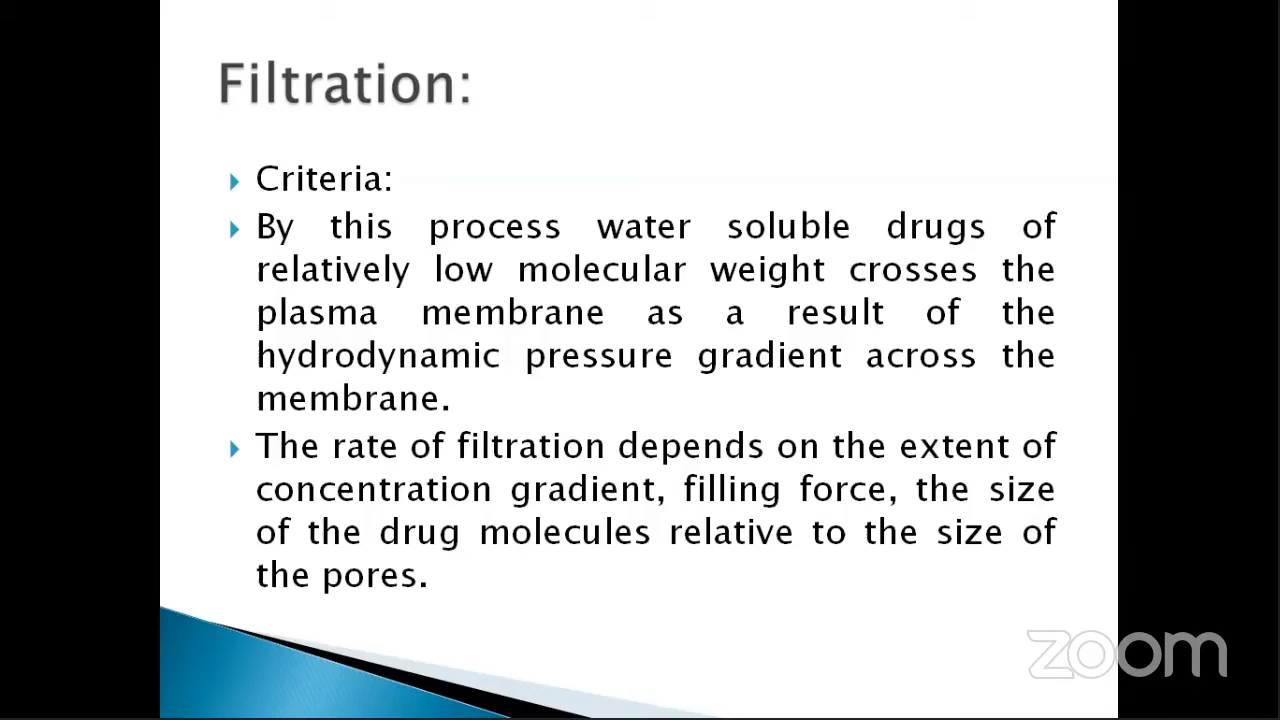 Filtration:
Criteria:
By this process water soluble drugs of
relatively low molecular weight crosses the
plasma membrane as a result of the
hydrodynamic pressure gradient across the
membrane.
The rate of filtration depends on the extent of
concentration gradient, filling force, the size
of the drug molecules relative to the size of
the pores.
zoom